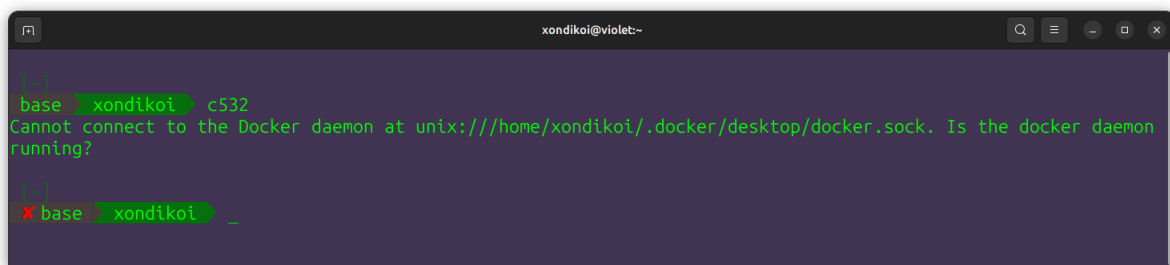 xondikoi@violet:~
[~]
base xondikoi c532
Cannot connect to the Docker daemon at unix:///home/xondikoi/.docker/desktop/docker.sock. Is the docker daemon
running?
[~]
✘ base xondikoi _